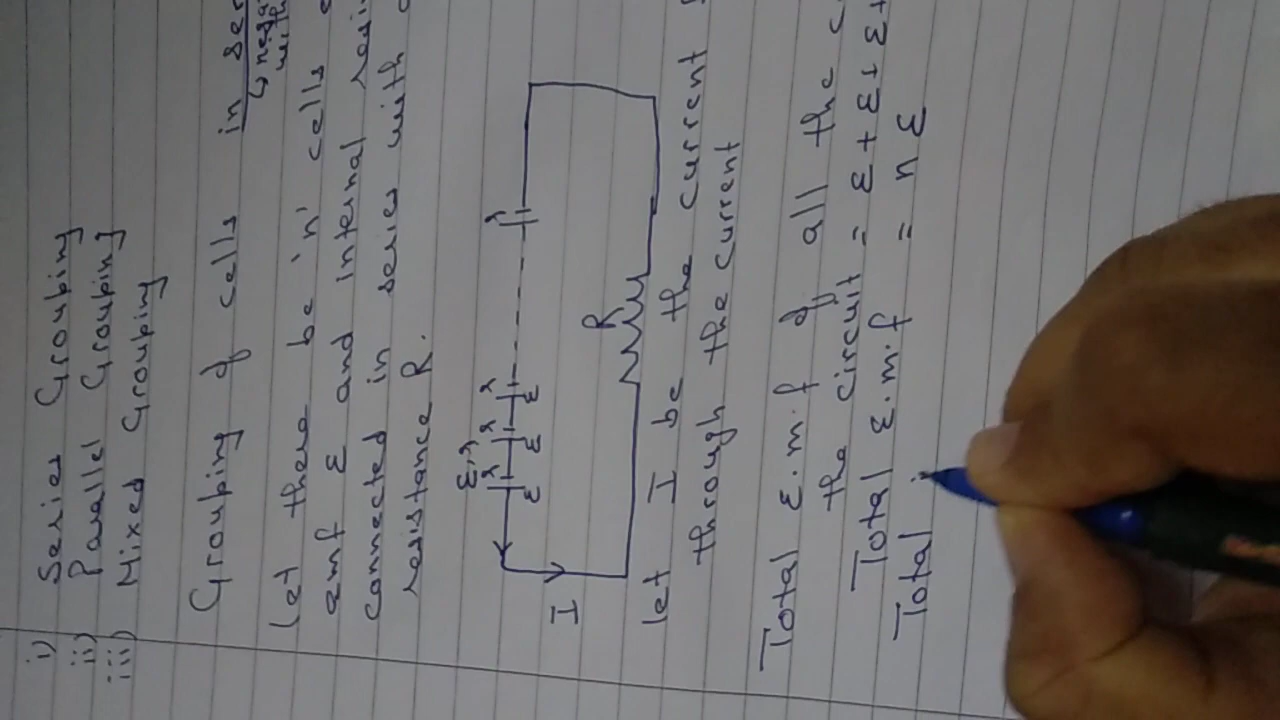 i) Series Grouping
ii) Parallel Grouping
iii) Mixed Grouping
Grouping of cells in ser
Let there be 'n' cells
emf ε and internal resi
connected in series with
resistance R.
ε, r
r r r r
ε ε ε
I
R
let I be the current
through the current
Total ε.m.f of all the c
the circuit = ε + ε + ε +
Total ε.m.f = n ε
Total